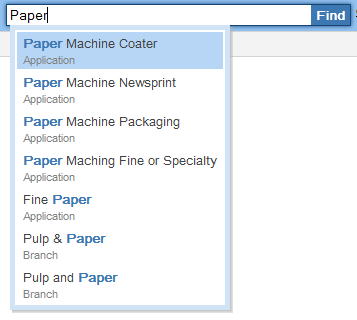 Paper Find
Paper Machine Coater
Application
Paper Machine Newsprint
Application
Paper Machine Packaging
Application
Paper Maching Fine or Specialty
Application
Fine Paper
Application
Pulp & Paper
Branch
Pulp and Paper
Branch